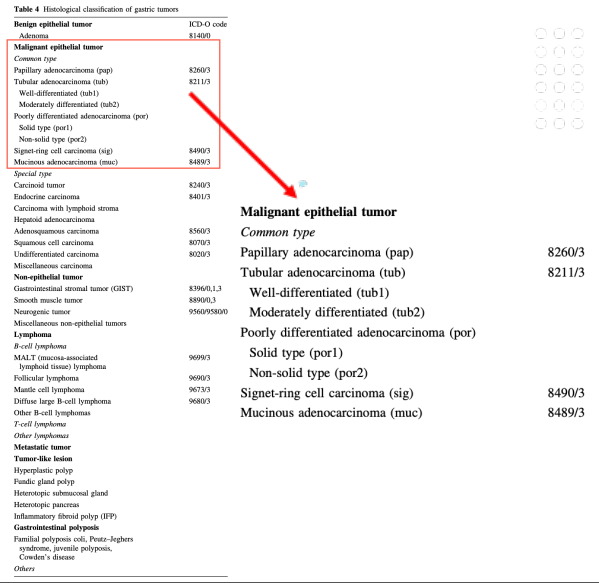 Table 4 Histological classification of gastric tumors
Benign epithelial tumor ICD-O code
Adenoma 8140/0
Malignant epithelial tumor
Common type
Papillary adenocarcinoma (pap) 8260/3
Tubular adenocarcinoma (tub) 8211/3
Well-differentiated (tub1)
Moderately differentiated (tub2)
Poorly differentiated adenocarcinoma (por)
Solid type (por1)
Non-solid type (por2)
Signet-ring cell carcinoma (sig) 8490/3
Mucinous adenocarcinoma (muc) 8489/3
Special type
Carcinoid tumor 8240/3
Endocrine carcinoma 8401/3
Carcinoma with lymphoid stroma
Hepatoid adenocarcinoma
Adenosquamous carcinoma 8560/3
Squamous cell carcinoma 8070/3
Undifferentiated carcinoma 8020/3
Miscellaneous carcinoma
Non-epithelial tumor
Gastrointestinal stromal tumor (GIST) 8396/0,1,3
Smooth muscle tumor 8890/0,3
Neurogenic tumor 9560/9580/0
Miscellaneous non-epithelial tumors
Lymphoma
B-cell lymphoma
MALT (mucosa-associated 9699/3
lymphoid tissue) lymphoma
Follicular lymphoma 9690/3
Mantle cell lymphoma 9673/3
Diffuse large B-cell lymphoma 9680/3
Other B-cell lymphomas
T-cell lymphoma
Other lymphomas
Metastatic tumor
Tumor-like lesion
Hyperplastic polyp
Fundic gland polyp
Heterotopic submucosal gland
Heterotopic pancreas
Inflammatory fibroid polyp (IFP)
Gastrointestinal polyposis
Familial polyposis coli, Peutz–Jeghers
syndrome, juvenile polyposis,
Cowden's disease
Others
Malignant epithelial tumor
Common type
Papillary adenocarcinoma (pap) 8260/3
Tubular adenocarcinoma (tub) 8211/3
Well-differentiated (tub1)
Moderately differentiated (tub2)
Poorly differentiated adenocarcinoma (por)
Solid type (por1)
Non-solid type (por2)
Signet-ring cell carcinoma (sig) 8490/3
Mucinous adenocarcinoma (muc) 8489/3